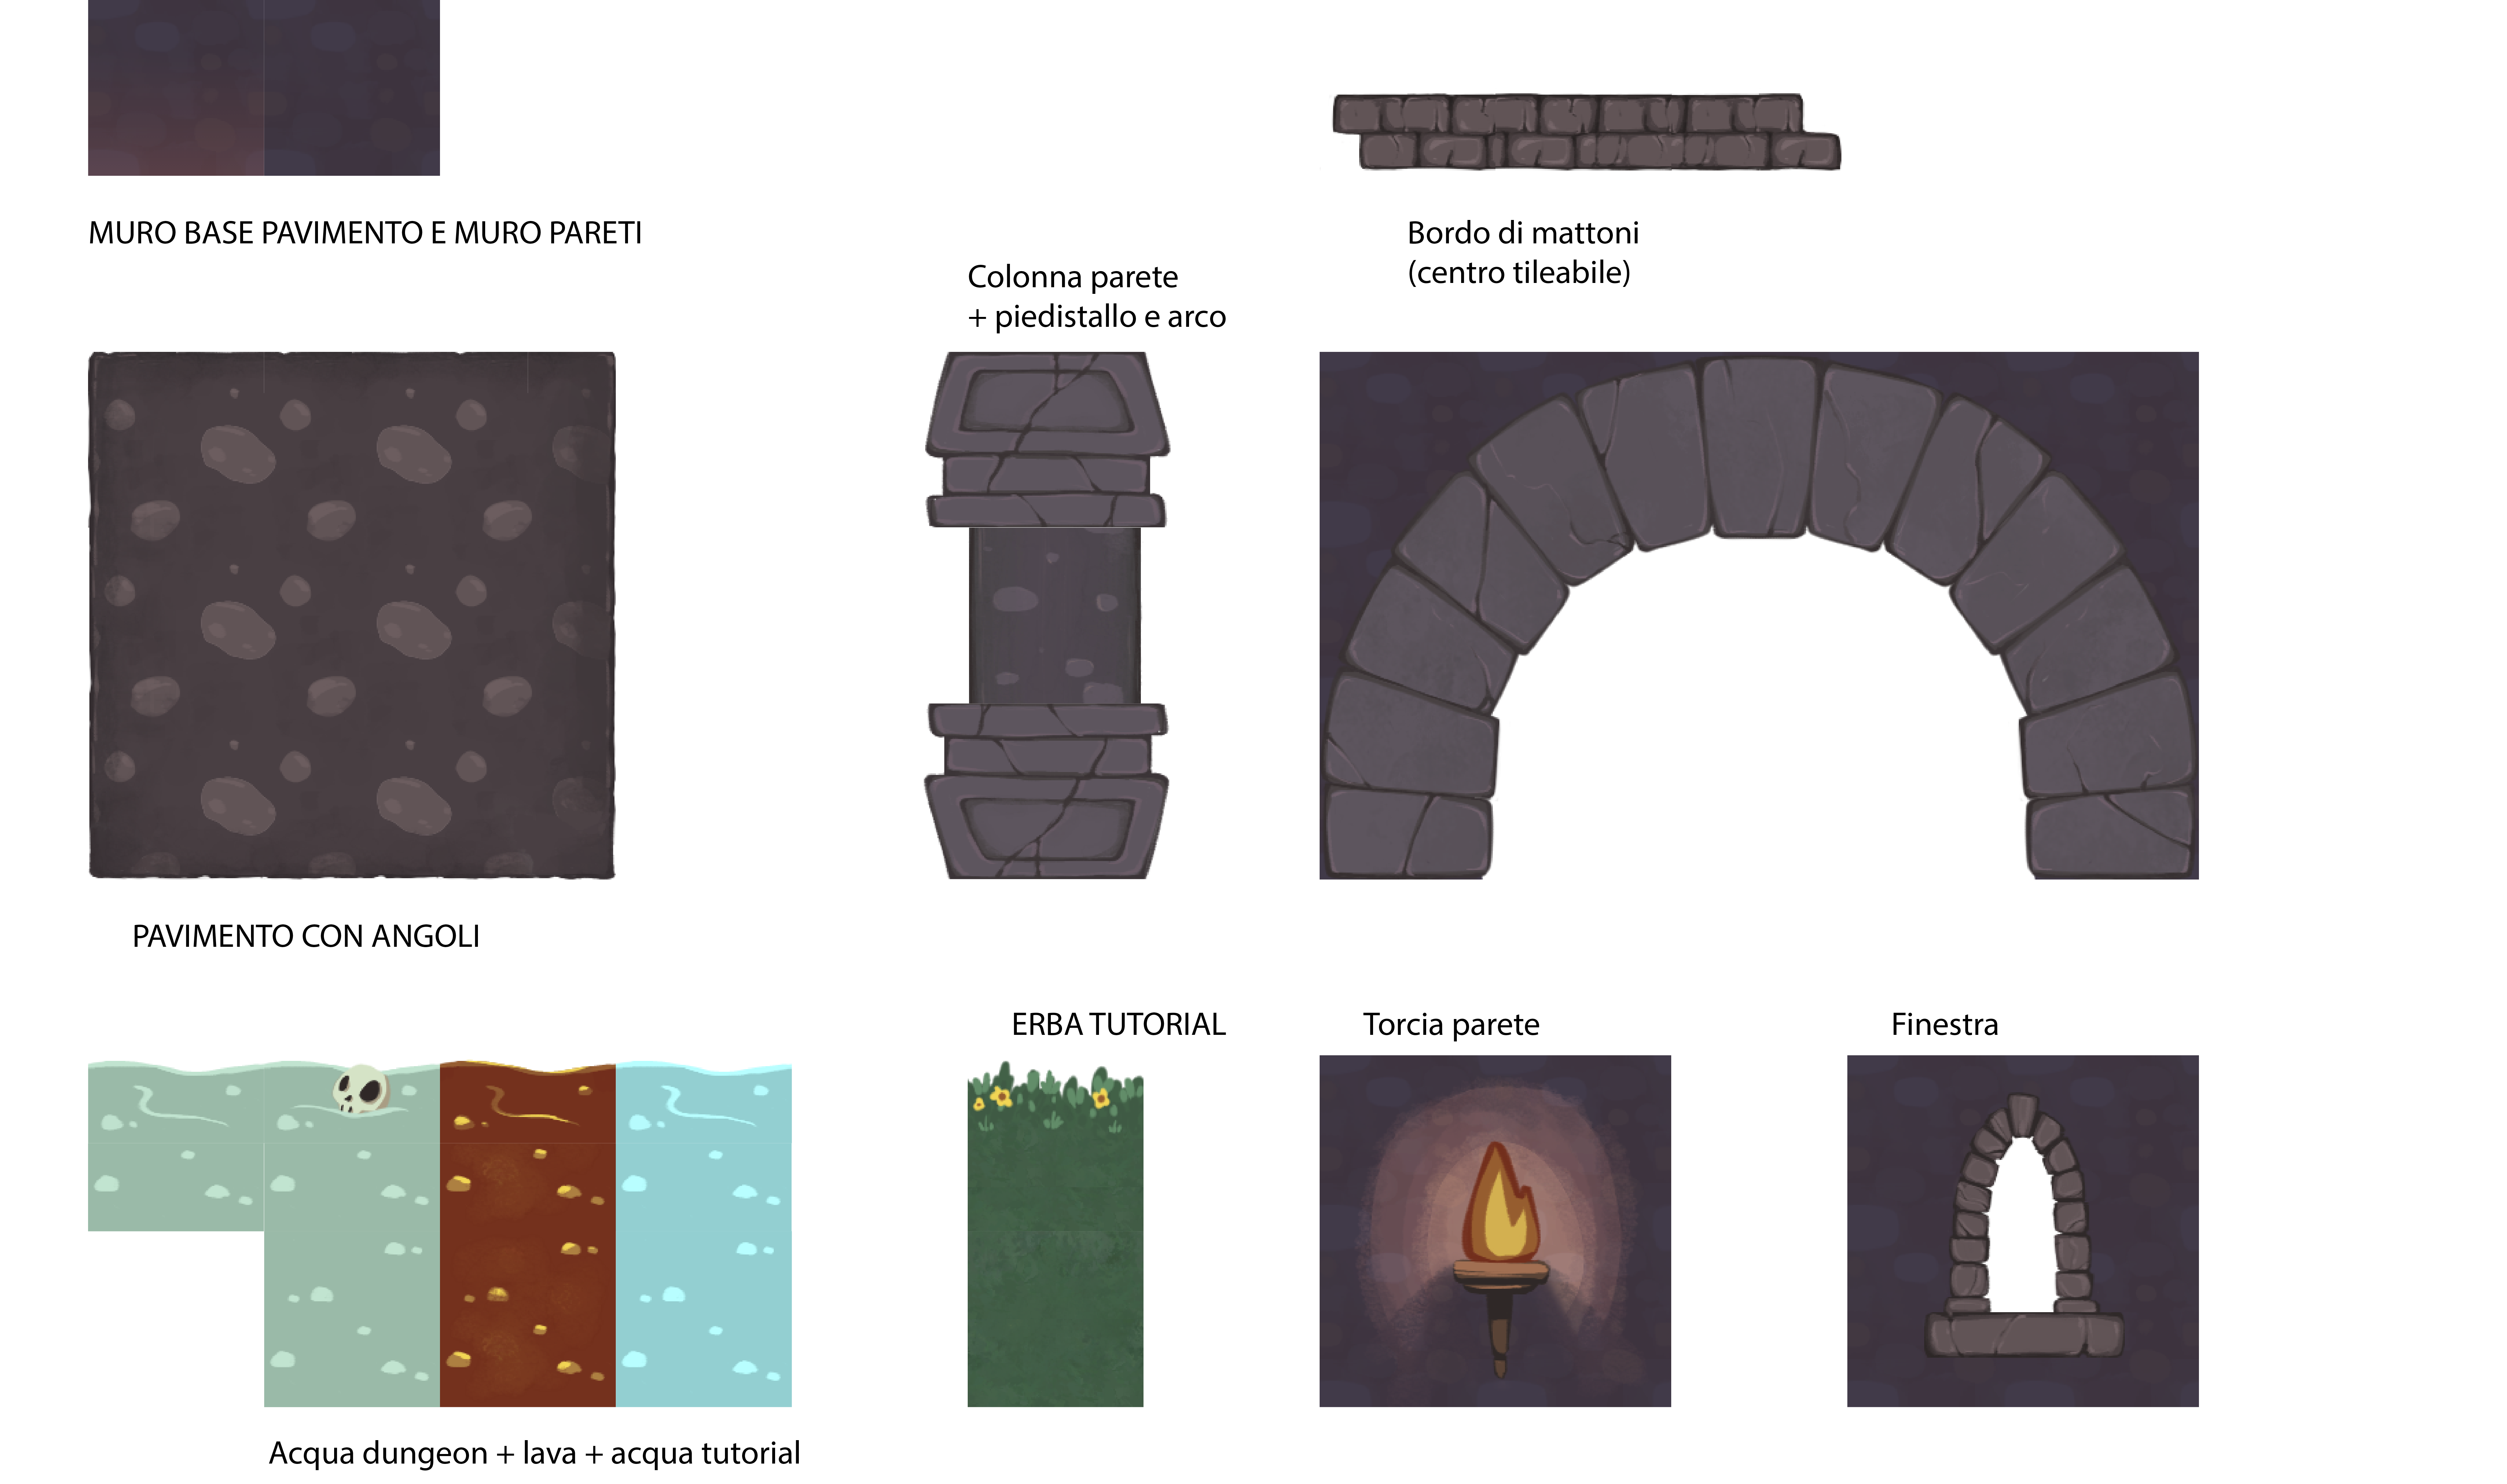 MURO BASE PAVIMENTO E MURO PARETI
Bordo di mattoni
(centro tileabile)
Colonna parete
+ piedistallo e arco
PAVIMENTO CON ANGOLI
ERBA TUTORIAL
Torcia parete
Finestra
Acqua dungeon + lava + acqua tutorial